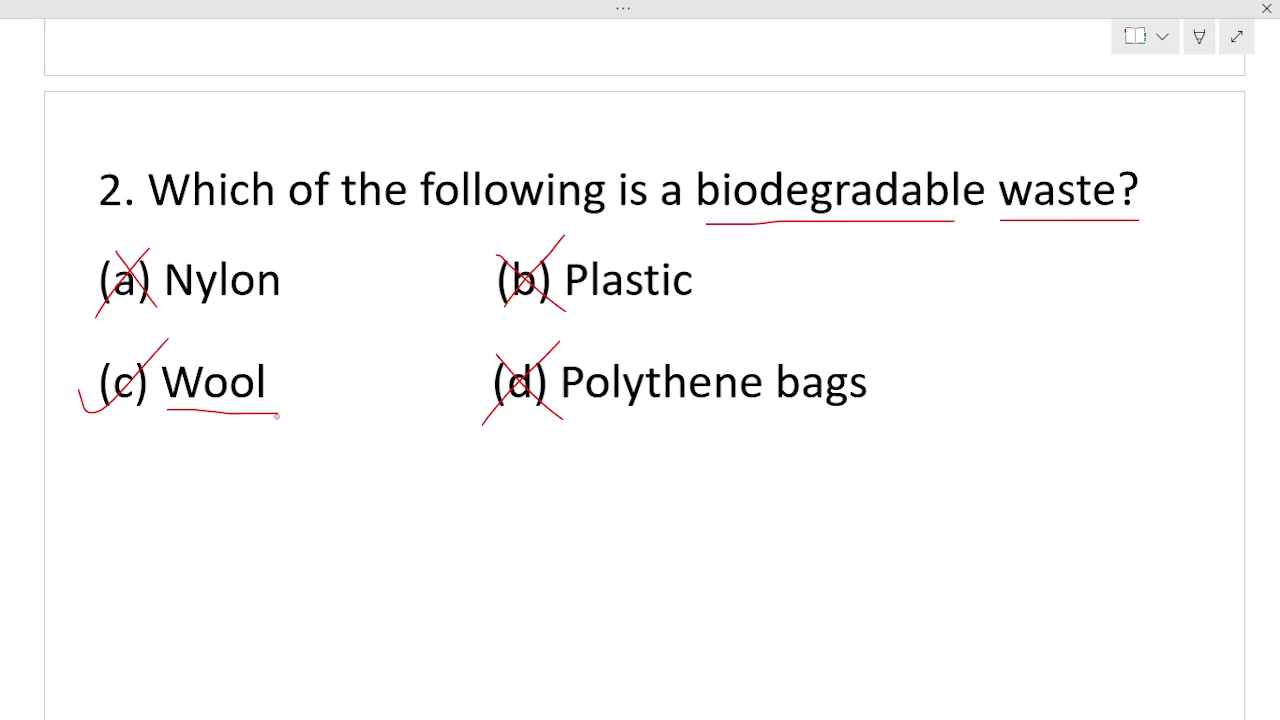 2. Which of the following is a biodegradable waste?
(a) Nylon (b) Plastic
(c) Wool (d) Polythene bags